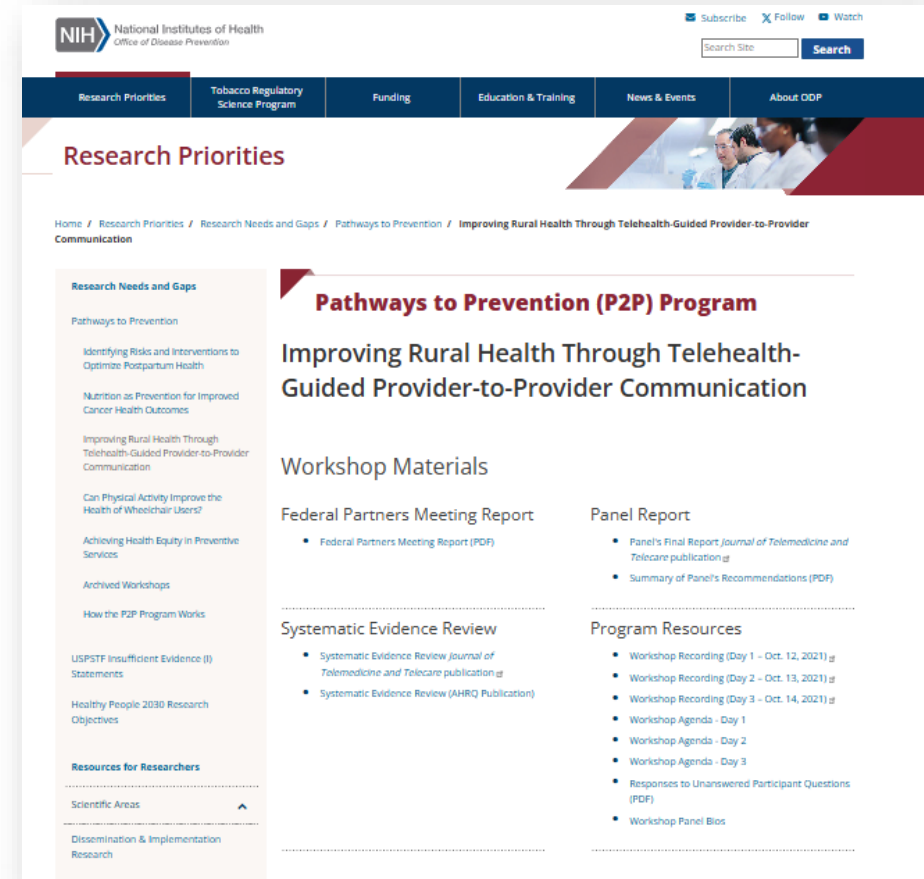 NIH National Institutes of Health
Office of Disease Prevention
Subscribe Follow Watch
Search Site Search
Research Priorities
Tobacco Regulatory
Science Program
Funding
Education & Training
News & Events
About ODP
Research Priorities
Home / Research Priorities / Research Needs and Gaps / Pathways to Prevention / Improving Rural Health Through Telehealth-Guided Provider-to-Provider
Communication
Research Needs and Gaps
Pathways to Prevention
Identifying Risks and Interventions to
Optimize Postpartum Health
Nutrition as Prevention for Improved
Cancer Health Outcomes
Improving Rural Health Through
Telehealth-Guided Provider-to-Provider
Communication
Can Physical Activity Improve the
Health of Wheelchair Users?
Achieving Health Equity in Preventive
Services
Archived Workshops
How the P2P Program Works
USPSTF Insufficient Evidence (I)
Statements
Healthy People 2030 Research
Objectives
Resources for Researchers
Scientific Areas
Dissemination & Implementation
Research
Pathways to Prevention (P2P) Program
Improving Rural Health Through Telehealth-
Guided Provider-to-Provider Communication
Workshop Materials
Federal Partners Meeting Report
Federal Partners Meeting Report (PDF)
Panel Report
Panel's Final Report Journal of Telemedicine and
Telecare publication
Summary of Panel's Recommendations (PDF)
Systematic Evidence Review
Systematic Evidence Review Journal of
Telemedicine and Telecare publication
Systematic Evidence Review (AHRQ Publication)
Program Resources
Workshop Recording (Day 1 – Oct. 12, 2021)
Workshop Recording (Day 2 – Oct. 13, 2021)
Workshop Recording (Day 3 – Oct. 14, 2021)
Workshop Agenda - Day 1
Workshop Agenda - Day 2
Workshop Agenda - Day 3
Responses to Unanswered Participant Questions
(PDF)
Workshop Panel Bios